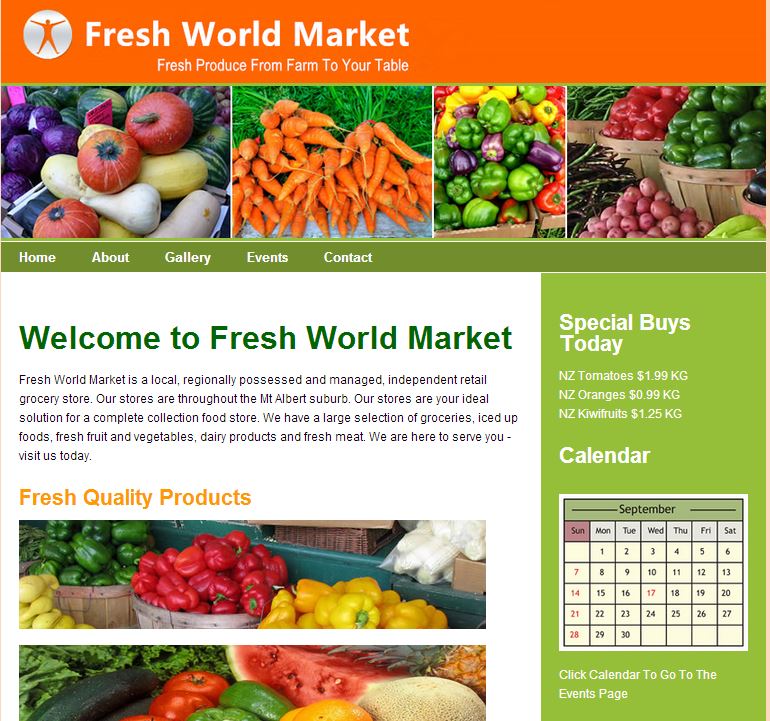 Fresh World Market
Fresh Produce From Farm To Your Table
Home About Gallery Events Contact
Welcome to Fresh World Market
Fresh World Market is a local, regionally possessed and managed, independent retail
grocery store. Our stores are throughout the Mt Albert suburb. Our stores are your ideal
solution for a complete collection food store. We have a large selection of groceries, iced up
foods, fresh fruit and vegetables, dairy products and fresh meat. We are here to serve you -
visit us today.
Fresh Quality Products
Special Buys
Today
NZ Tomatoes $1.99 KG
NZ Oranges $0.99 KG
NZ Kiwifruits $1.25 KG
Calendar
September
Sun Mon Tue Wed Thu Fri Sat
1 2 3 4 5 6
7 8 9 10 11 12 13
14 15 16 17 18 19 20
21 22 23 24 25 26 27
28 29 30
Click Calendar To Go To The
Events Page